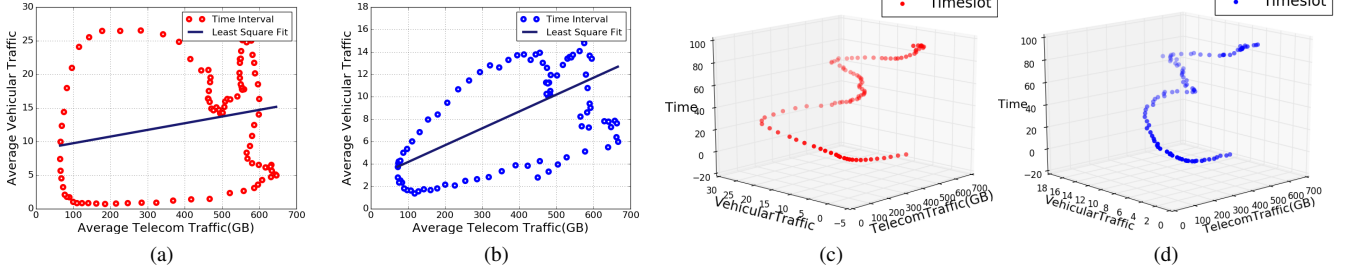 30
25
20
15
10
5
0
Average Vehicular Traffic
Time Interval
Least Square Fit
0 100 200 300 400 500 600 700
Average Telecom Traffic(GB)
(a)
18
16
14
12
10
8
6
4
2
0
Average Vehicular Traffic
Time Interval
Least Square Fit
0 100 200 300 400 500 600 700
Average Telecom Traffic(GB)
(b)
Timeslot
100
80
60
40
20
0
−20
Time
30 25 20 15 10 5 0 −5
VehicularTraffic
0 100 200 300 400 500 600 700
TelecomTraffic(GB)
(c)
Timeslot
100
80
60
40
20
0
−20
Time
18 16 14 12 10 8 6 4 2 0
VehicularTraffic
0 100 200 300 400 500 600 700
TelecomTraffic(GB)
(d)